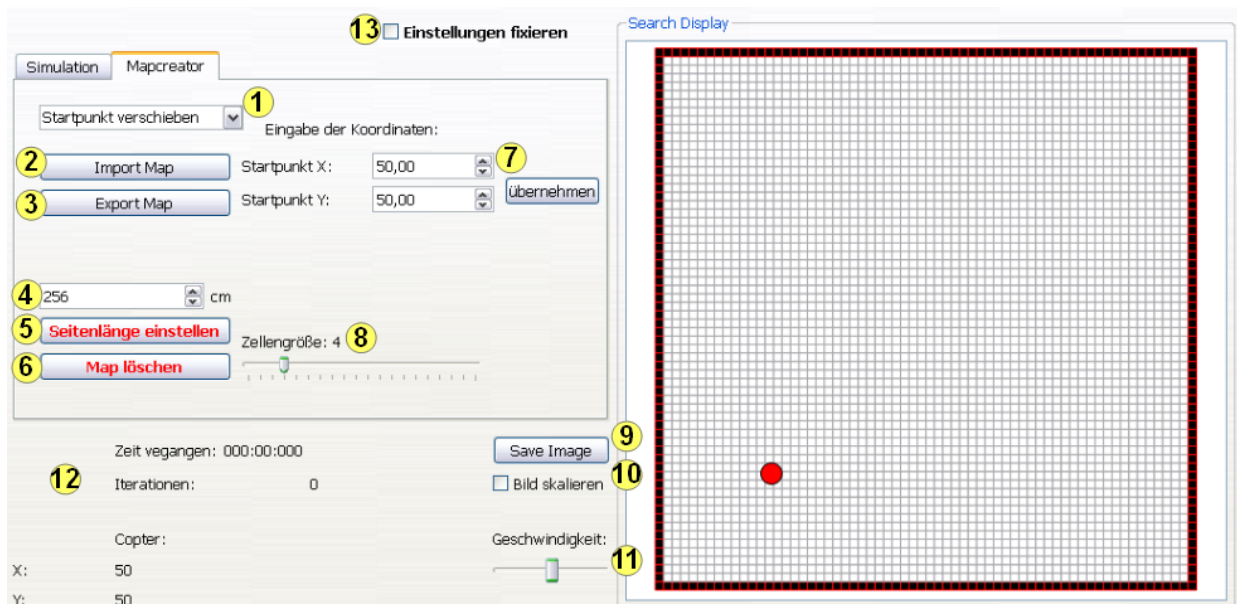 13 Einstellungen fixieren
Search Display
Simulation Mapcreator
1
Startpunkt verschieben
Eingabe der Koordinaten:
2 Import Map Startpunkt X: 50,00 7
übernehmen
3 Export Map Startpunkt Y: 50,00
4 256 cm
5 Seitenlänge einstellen
Zellengröße: 4 8
6 Map löschen
9
Zeit vegangen: 000:00:000 Save Image
12 Iterationen: 0 Bild skalieren 10
Copter: Geschwindigkeit:
11
X: 50
Y: 50